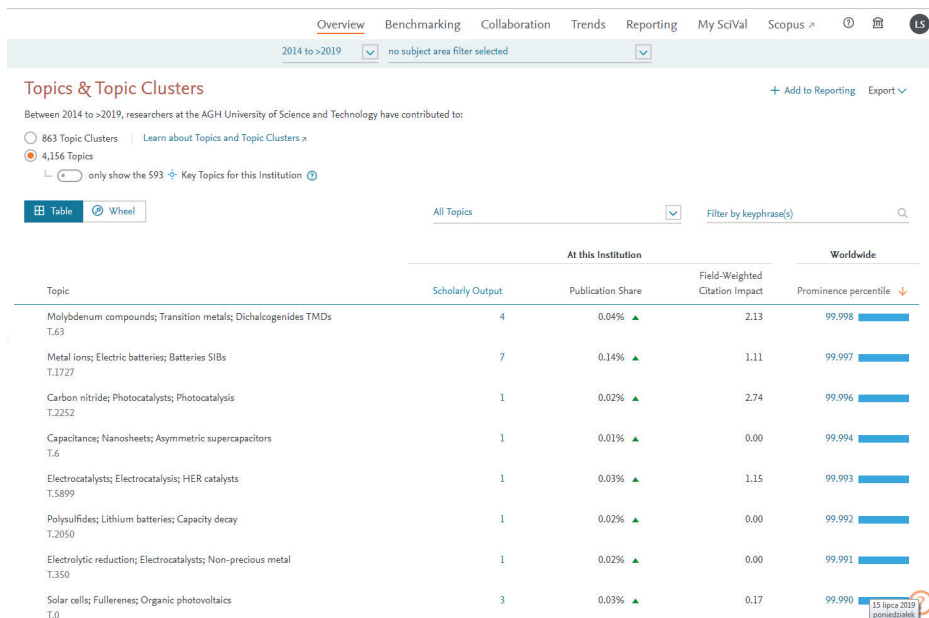 Overview Benchmarking Collaboration Trends Reporting My SciVal Scopus ↗ ? LS
2014 to >2019 no subject area filter selected
Topics & Topic Clusters
+ Add to Reporting Export
Between 2014 to >2019, researchers at the AGH University of Science and Technology have contributed to:
863 Topic Clusters Learn about Topics and Topic Clusters ↗
4,156 Topics
only show the 593 Key Topics for this Institution ?
Table Wheel All Topics Filter by keyphrase(s)
At this Institution Worldwide
Topic Scholarly Output Publication Share Field-Weighted Citation Impact Prominence percentile ↓
Molybdenum compounds; Transition metals; Dichalcogenides TMDs 4 0.04% ▲ 2.13 99.998
T.63
Metal ions; Electric batteries; Batteries SIBs 7 0.14% ▲ 1.11 99.997
T.1727
Carbon nitride; Photocatalysts; Photocatalysis 1 0.02% ▲ 2.74 99.996
T.2252
Capacitance; Nanosheets; Asymmetric supercapacitors 1 0.01% ▲ 0.00 99.994
T.6
Electrocatalysts; Electrocatalysis; HER catalysts 1 0.03% ▲ 1.15 99.993
T.5899
Polysulfides; Lithium batteries; Capacity decay 1 0.02% ▲ 0.00 99.992
T.2050
Electrolytic reduction; Electrocatalysts; Non-precious metal 1 0.02% ▲ 0.00 99.991
T.350
Solar cells; Fullerenes; Organic photovoltaics 3 0.03% ▲ 0.17 99.990
T.0
15 lipca 2019
poniedziałek